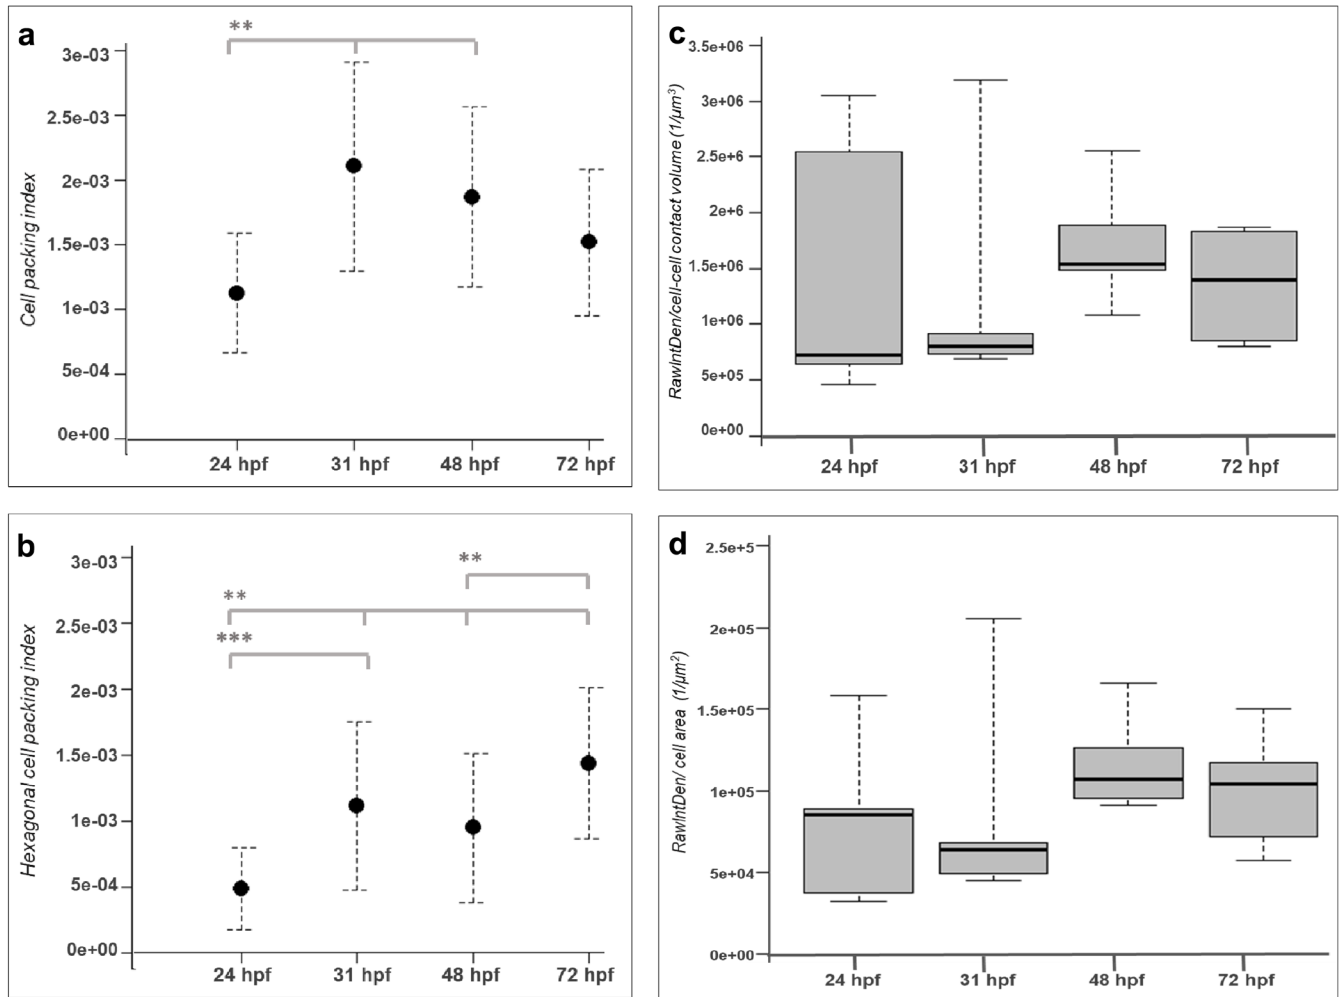 a
**
3e-03
2.5e-03
2e-03
1.5e-03
1e-03
5e-04
0e+00
Cell packing index
24 hpf 31 hpf 48 hpf 72 hpf
b
**
**
***
3e-03
2.5e-03
2e-03
1.5e-03
1e-03
5e-04
0e+00
Hexagonal cell packing index
24 hpf 31 hpf 48 hpf 72 hpf
c
3.5e+06
3e+06
2.5e+06
2e+06
1.5e+06
1e+06
5e+05
0e+00
RawIntDen/cell-cell contact volume (1/µm³)
24 hpf 31 hpf 48 hpf 72 hpf
d
2.5e+5
2e+05
1.5e+05
1e+05
5e+04
0e+00
RawIntDen/ cell area (1/µm²)
24 hpf 31 hpf 48 hpf 72 hpf